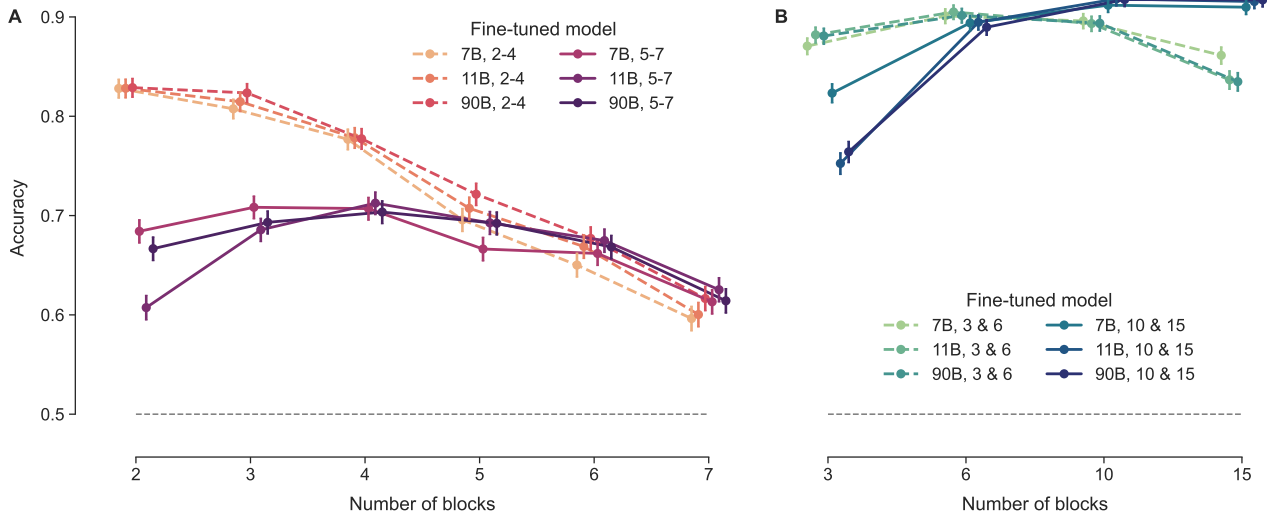 A
Accuracy
0.9
0.8
0.7
0.6
0.5
Fine-tuned model
7B, 2-4
11B, 2-4
90B, 2-4
7B, 5-7
11B, 5-7
90B, 5-7
2 3 4 5 6 7
Number of blocks
B
Fine-tuned model
7B, 3 & 6
11B, 3 & 6
90B, 3 & 6
7B, 10 & 15
11B, 10 & 15
90B, 10 & 15
3 6 10 15
Number of blocks